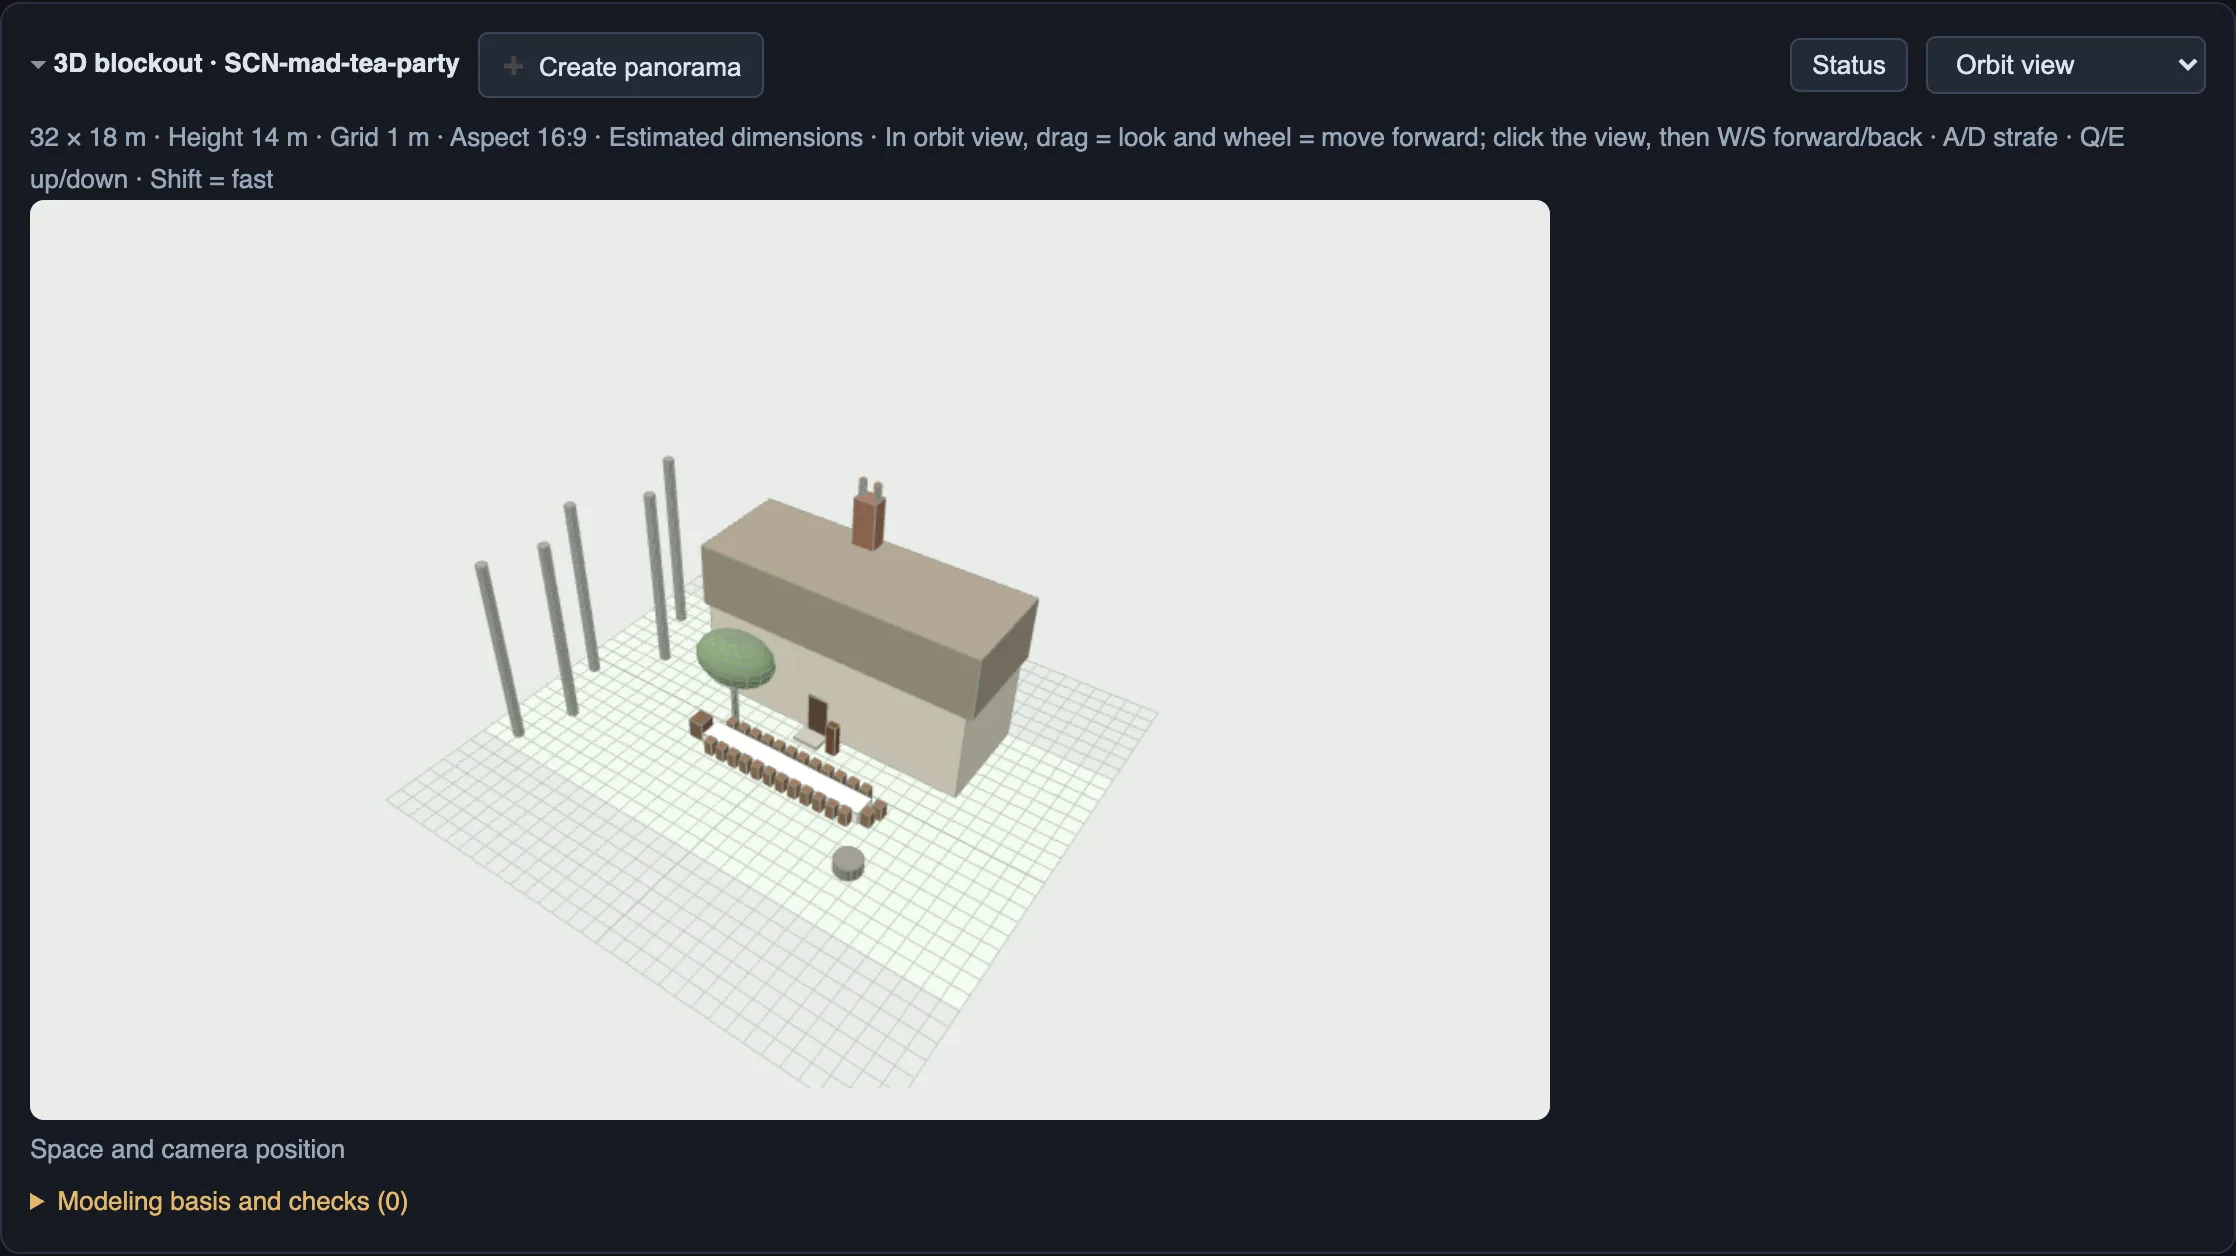 3D blockout · SCN-mad-tea-party
Create panorama
Status
Orbit view
32 × 18 m · Height 14 m · Grid 1 m · Aspect 16:9 · Estimated dimensions · In orbit view, drag = look and wheel = move forward; click the view, then W/S forward/back · A/D strafe · Q/E
up/down · Shift = fast
Space and camera position
Modeling basis and checks (0)